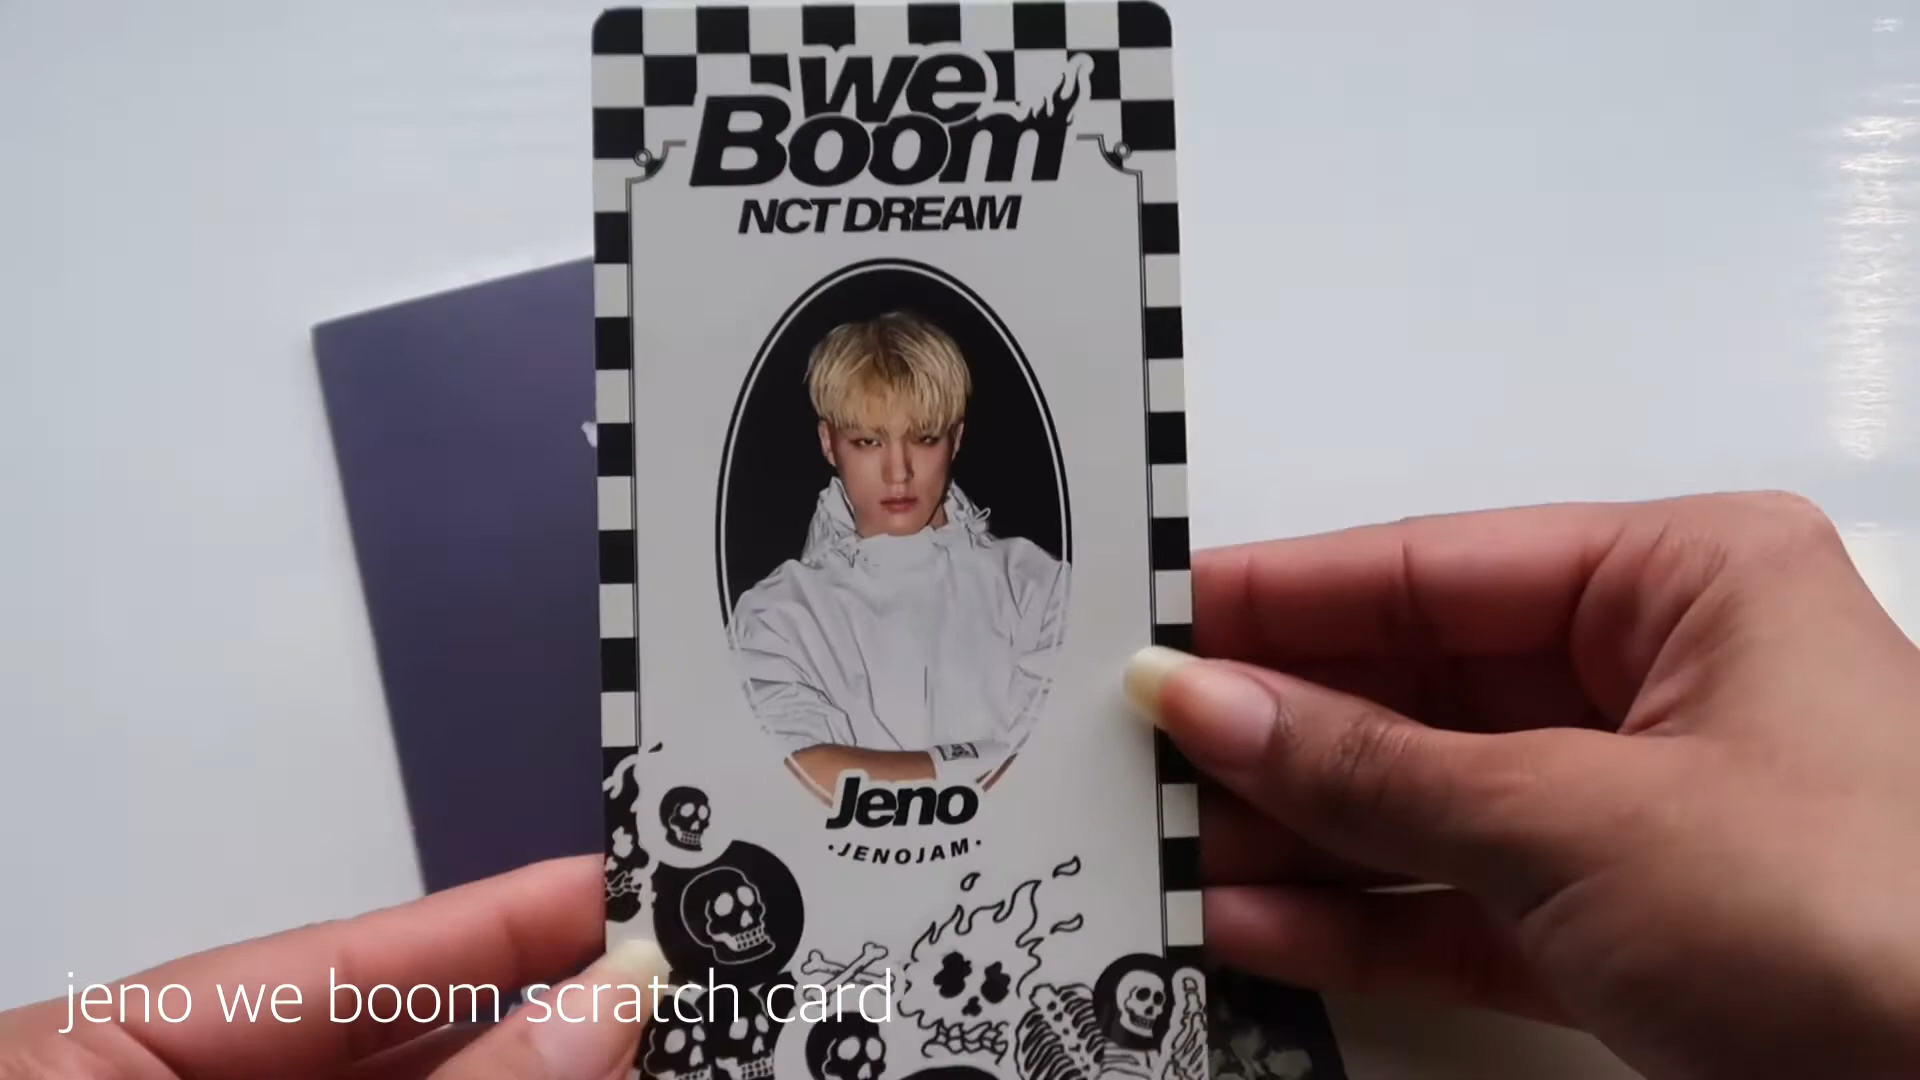 we
Boom
NCT DREAM
Jeno
·JENOJAM·
jeno we boom scratch card